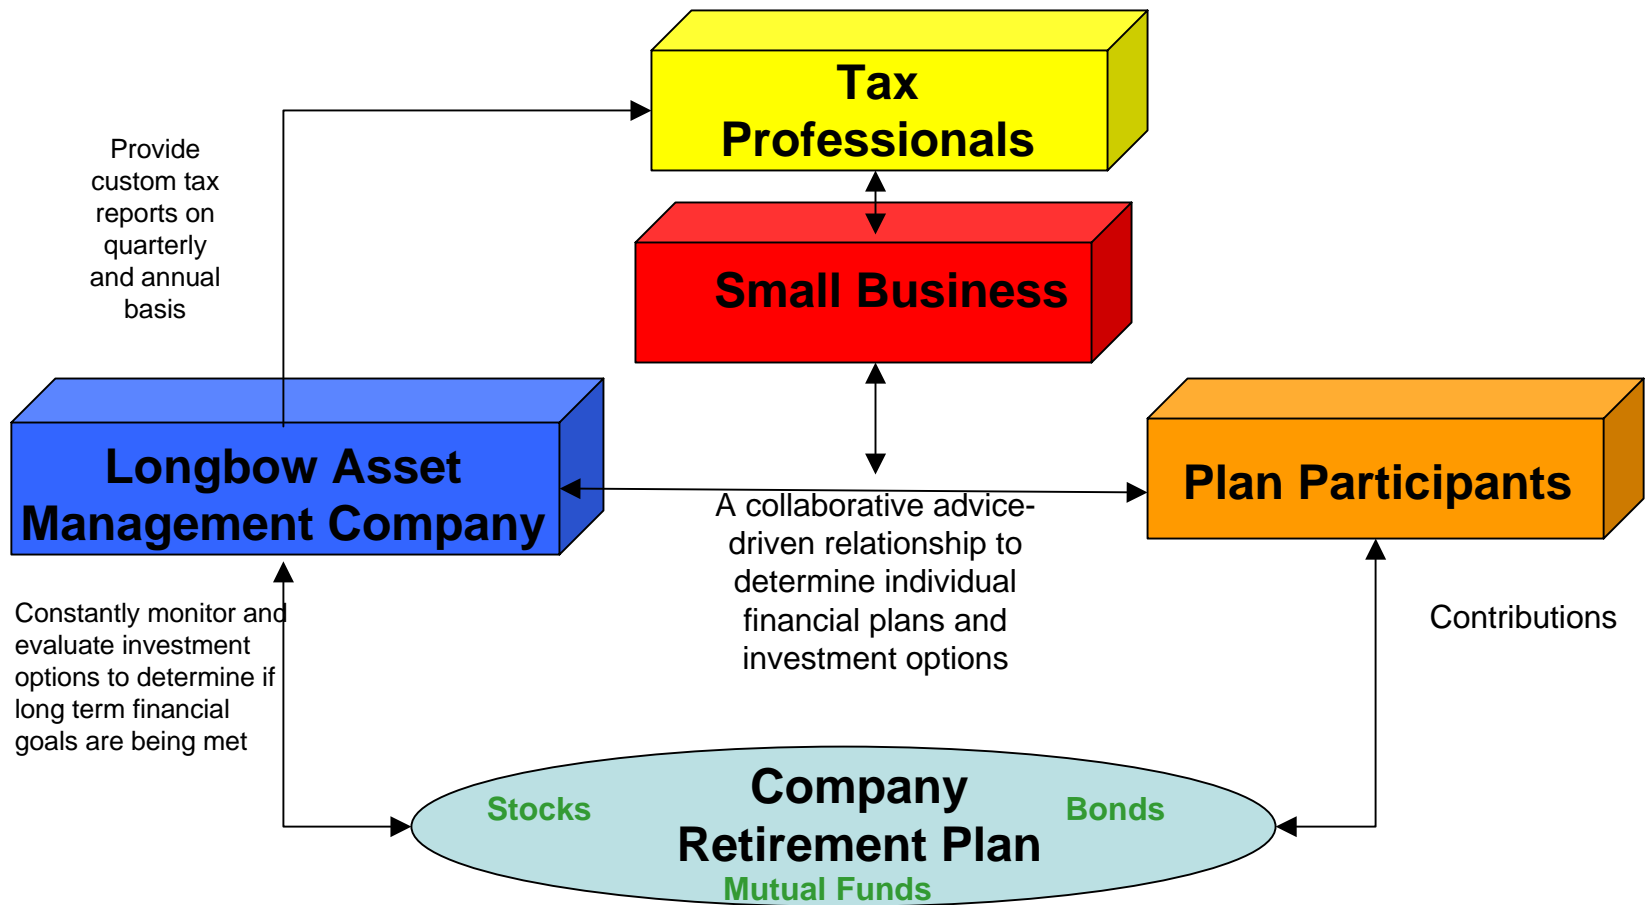 Tax
Professionals
Provide
custom tax
reports on
quarterly
and annual
basis
Small Business
Longbow Asset
Management Company
Plan Participants
A collaborative advice-
driven relationship to
determine individual
financial plans and
investment options
Constantly monitor and
evaluate investment
options to determine if
long term financial
goals are being met
Contributions
Company
Retirement Plan
Stocks
Bonds
Mutual Funds